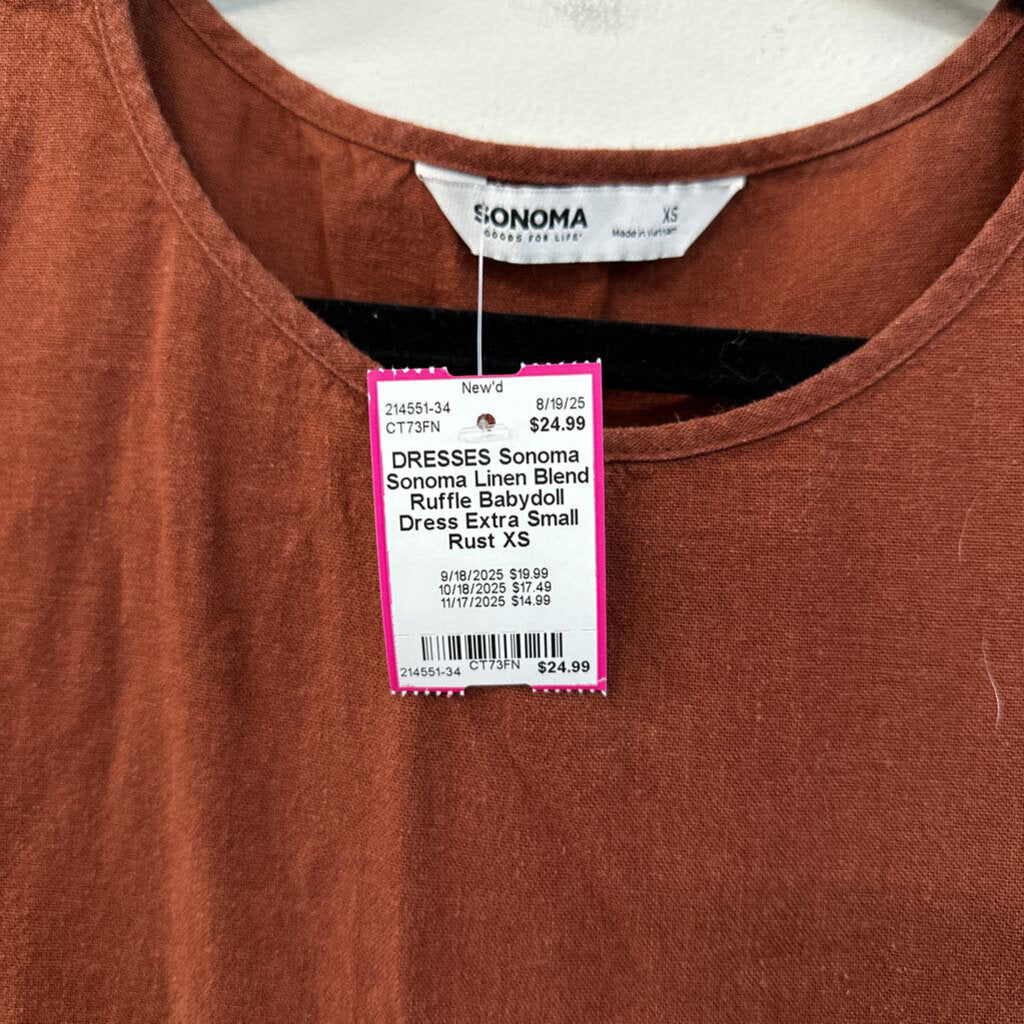 SONOMA
GOODS FOR LIFE
XS
Made in Vietnam
New'd
214551-34 8/19/25
CT73FN $24.99
DRESSES Sonoma
Sonoma Linen Blend
Ruffle Babydoll
Dress Extra Small
Rust XS
9/18/2025 $19.99
10/18/2025 $17.49
11/17/2025 $14.99
214551-34 CT73FN $24.99